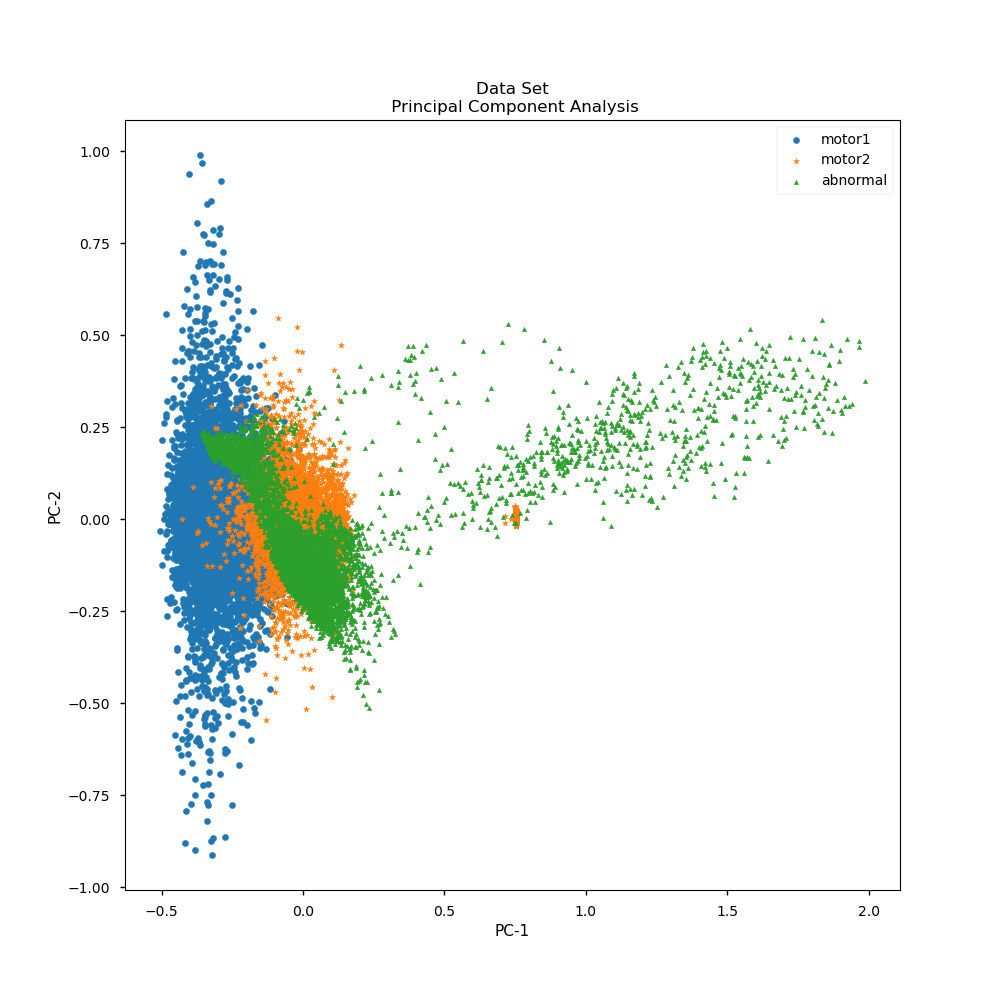 Data Set
Principal Component Analysis
motor1
motor2
abnormal
1.00
0.75
0.50
0.25
0.00
−0.25
−0.50
−0.75
−1.00
PC-2
−0.5
0.0
0.5
1.0
1.5
2.0
PC-1